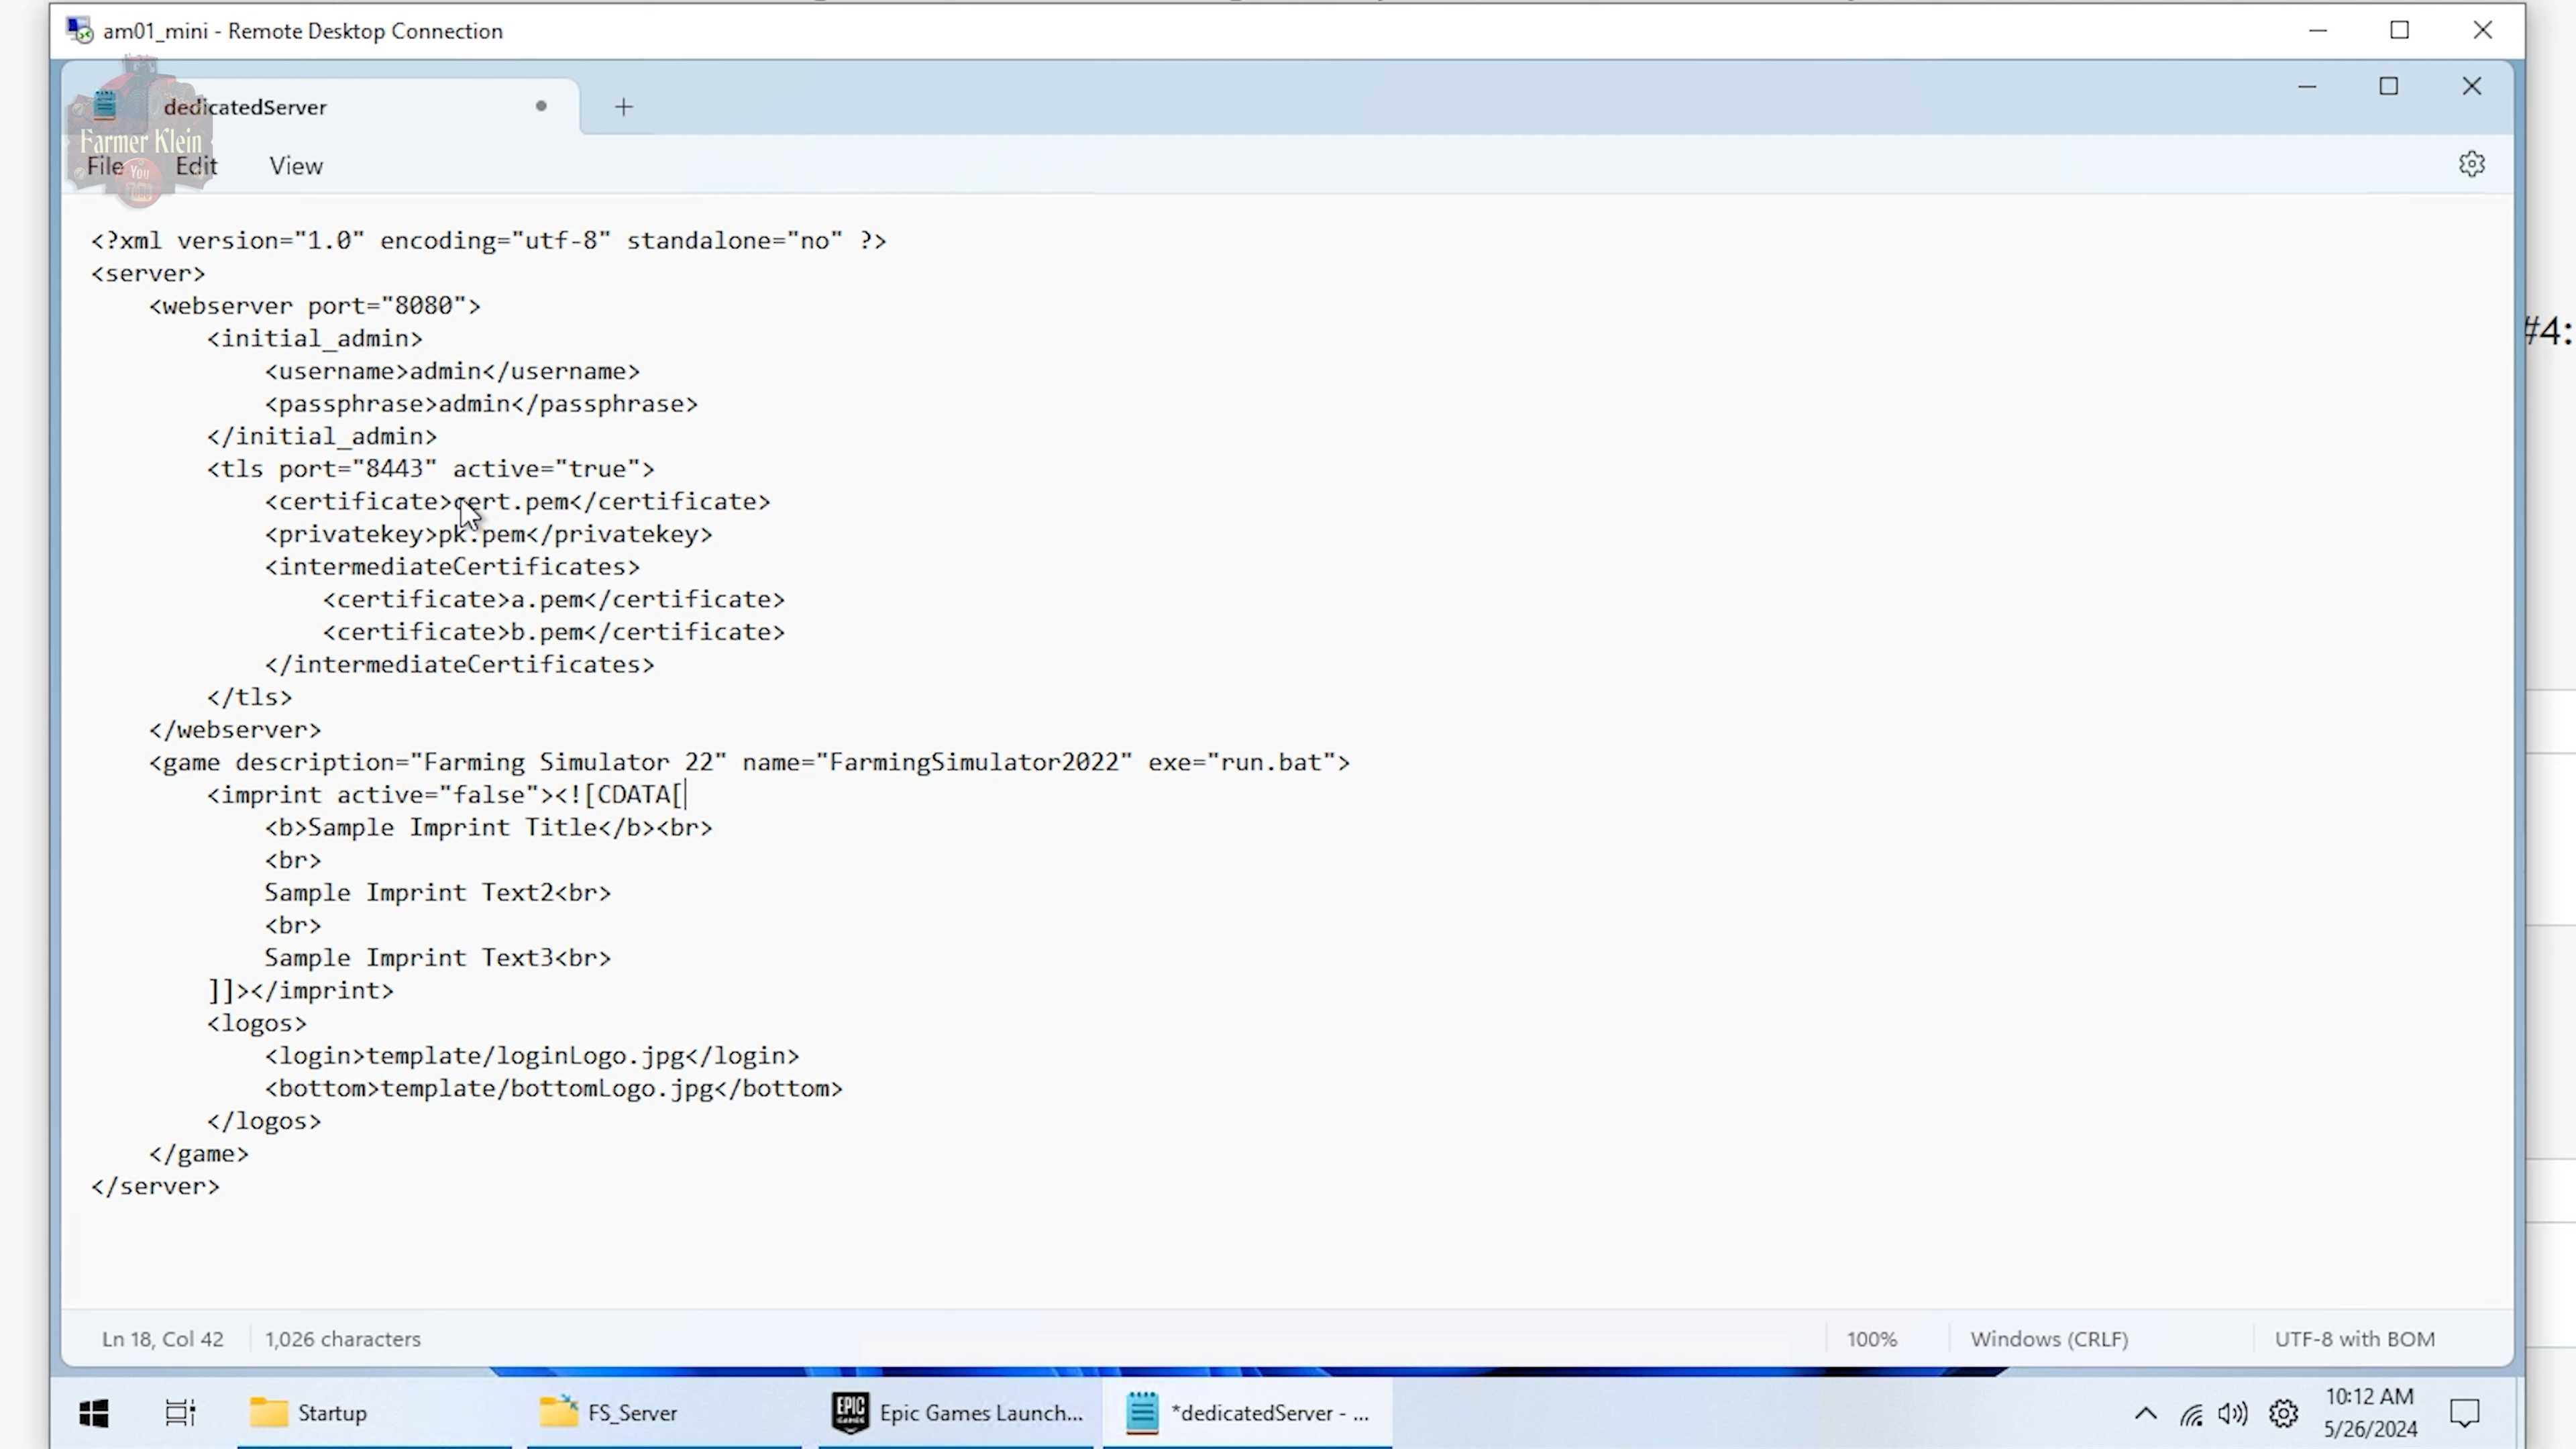 am01_mini - Remote Desktop Connection
dedicatedServer
Farmer Klein
You
Tube
File Edit View
<?xml version="1.0" encoding="utf-8" standalone="no" ?>
<server>
<webserver port="8080">
<initial_admin>
<username>admin</username>
<passphrase>admin</passphrase>
</initial_admin>
<tls port="8443" active="true">
<certificate>cert.pem</certificate>
<privatekey>pk.pem</privatekey>
<intermediateCertificates>
<certificate>a.pem</certificate>
<certificate>b.pem</certificate>
</intermediateCertificates>
</tls>
</webserver>
<game description="Farming Simulator 22" name="FarmingSimulator2022" exe="run.bat">
<imprint active="false"><![CDATA[
<b>Sample Imprint Title</b><br>
<br>
Sample Imprint Text2<br>
<br>
Sample Imprint Text3<br>
]]></imprint>
<logos>
<login>template/loginLogo.jpg</login>
<bottom>template/bottomLogo.jpg</bottom>
</logos>
</game>
</server>
#4:
Ln 18, Col 42 1,026 characters 100% Windows (CRLF) UTF-8 with BOM
Startup FS_Server EPIC GAMES Epic Games Launch... *dedicatedServer - ... 10:12 AM
5/26/2024